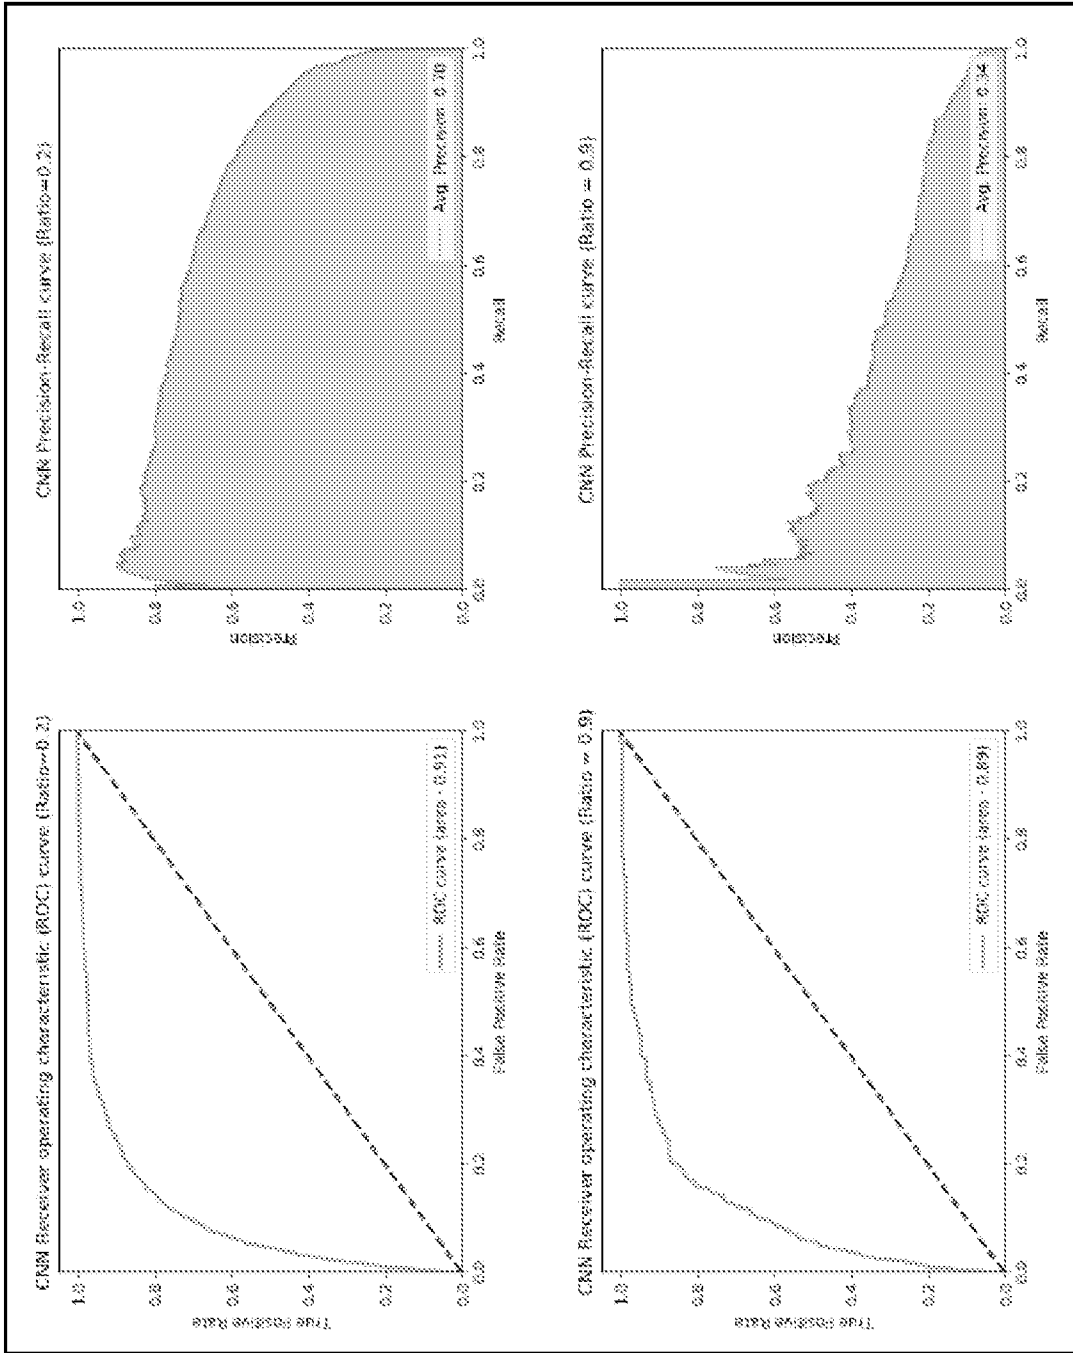 CNN Receiver operating characteristic (ROC) curve (Ratio=0.2)
True Positive Rate
1.0
0.8
0.6
0.4
0.2
0.0
0.0 0.2 0.4 0.6 0.8 1.0
False Positive Rate
ROC curve (area = 0.91)
CNN Precision-Recall curve (Ratio=0.2)
Precision
1.0
0.8
0.6
0.4
0.2
0.0
0.0 0.2 0.4 0.6 0.8 1.0
Recall
Avg. Precision: 0.70
CNN Receiver operating characteristic (ROC) curve (Ratio = 0.9)
True Positive Rate
1.0
0.8
0.6
0.4
0.2
0.0
0.0 0.2 0.4 0.6 0.8 1.0
False Positive Rate
ROC curve (area = 0.89)
CNN Precision-Recall curve (Ratio = 0.9)
Precision
1.0
0.8
0.6
0.4
0.2
0.0
0.0 0.2 0.4 0.6 0.8 1.0
Recall
Avg. Precision: 0.34